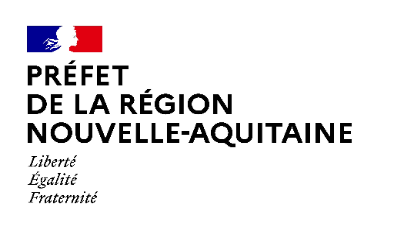 PRÉFET
DE LA RÉGION
NOUVELLE-AQUITAINE
Liberté
Égalité
Fraternité